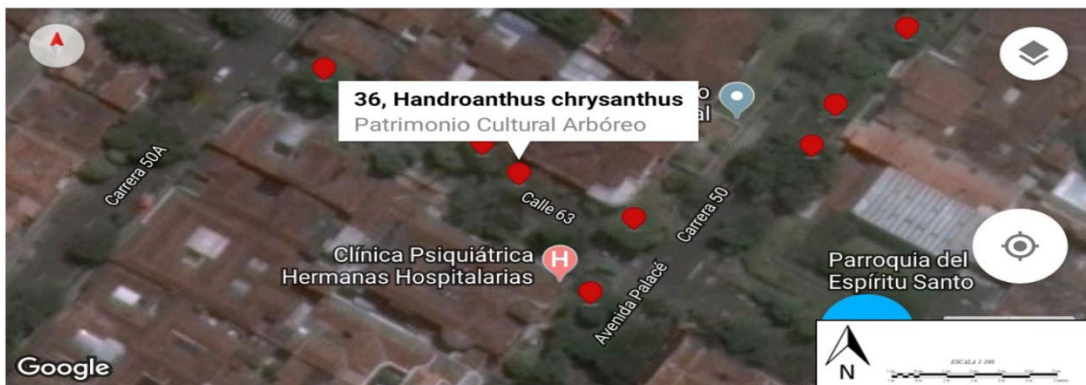 36, Handroanthus chrysanthus
Patrimonio Cultural Arbóreo
o
al
Carrera 50A
Calle 63
Carrera 50
Clínica Psiquiátrica
Hermanas Hospitalarias
H
Avenida Palacé
Parroquia del
Espíritu Santo
Google
N